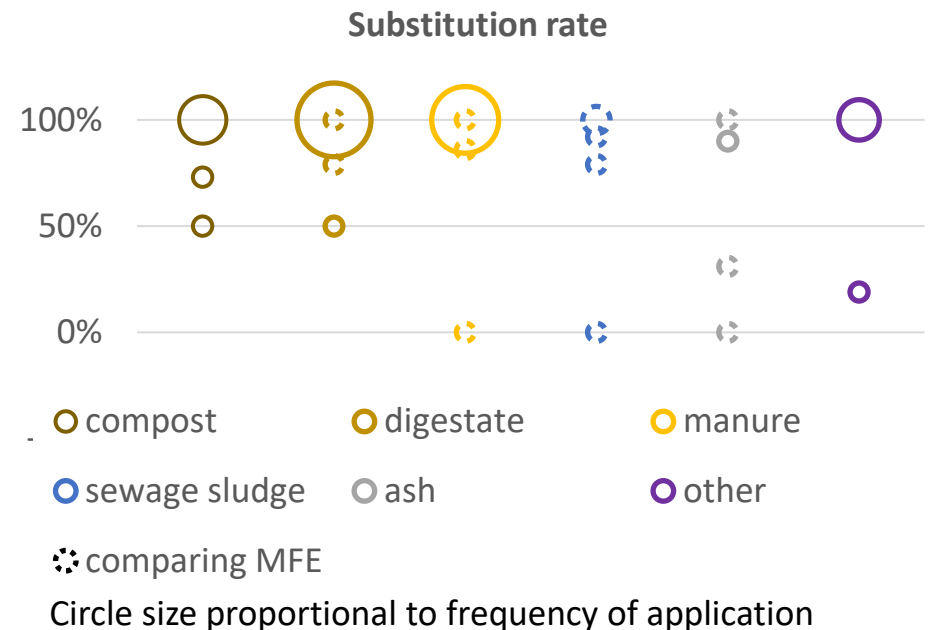 Substitution rate
100%
50%
0%
compost digestate manure
-
sewage sludge ash other
comparing MFE
Circle size proportional to frequency of application